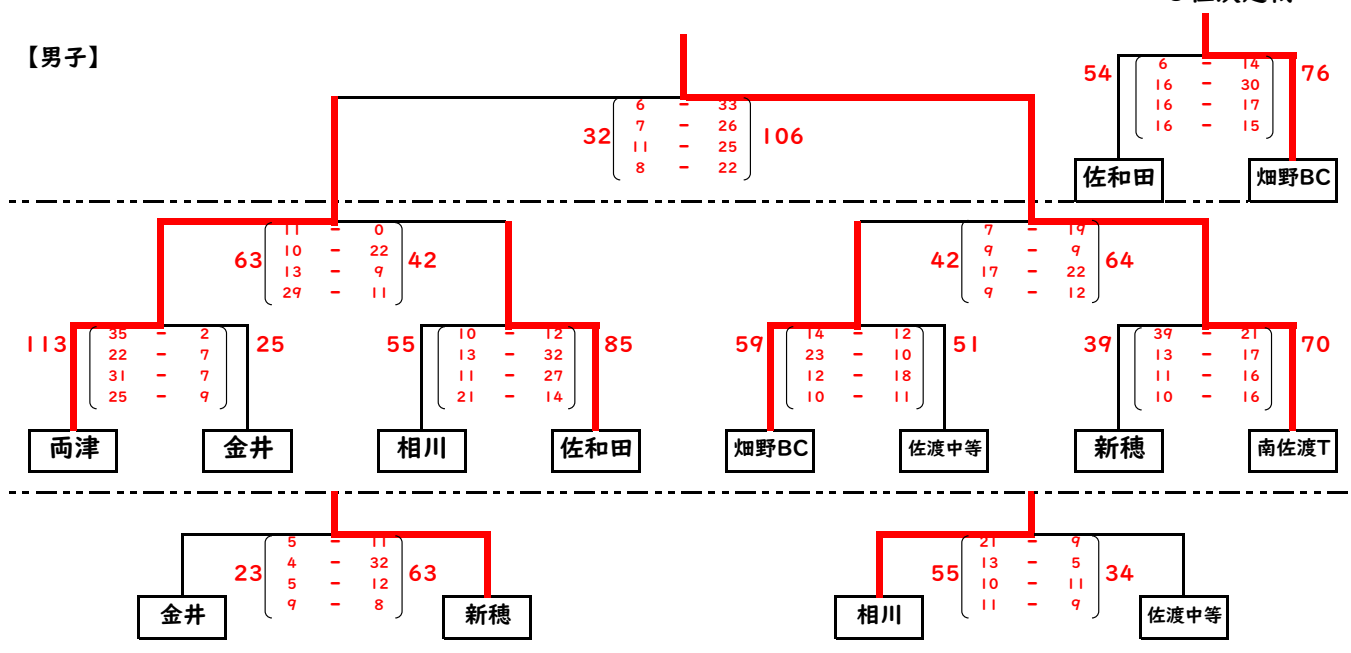 【男子】
54 6 - 14 76
16 - 30
16 - 17
16 - 15
佐和田 畑野BC
32 6 - 33 106
7 - 26
11 - 25
8 - 22
63 11 - 0 42
10 - 22
13 - 9
29 - 11
42 7 - 19 64
9 - 9
17 - 22
9 - 12
113 35 - 2 25
22 - 7
31 - 7
25 - 9
55 10 - 12 85
13 - 32
11 - 27
21 - 14
59 14 - 12 51
23 - 10
12 - 18
10 - 11
39 39 - 21 70
13 - 17
11 - 16
10 - 16
両津 金井 相川 佐和田 畑野BC 佐渡中等 新穂 南佐渡T
23 5 - 11 63
4 - 32
5 - 12
9 - 8
55 21 - 9 34
13 - 5
10 - 11
11 - 9
金井 新穂 相川 佐渡中等